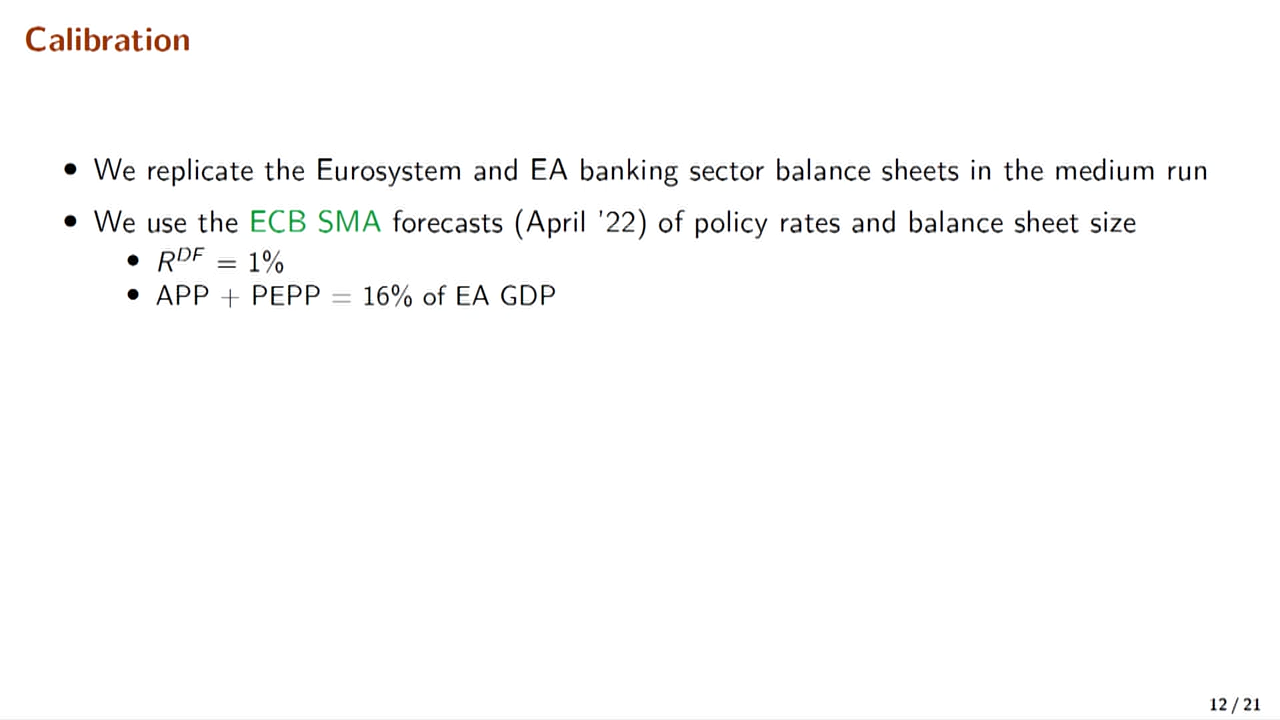 Calibration
• We replicate the Eurosystem and EA banking sector balance sheets in the medium run
• We use the ECB SMA forecasts (April '22) of policy rates and balance sheet size
• R^DF = 1%
• APP + PEPP = 16% of EA GDP
12 / 21